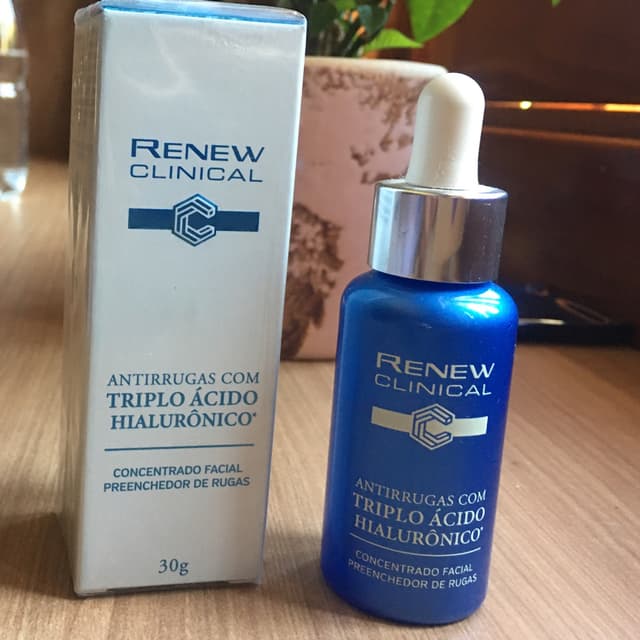 RENEW
CLINICAL
ANTIRRUGAS COM
TRIPLO ÁCIDO
HIALURÔNICO*
CONCENTRADO FACIAL
PREENCHEDOR DE RUGAS
30g
RENEW
CLINICAL
ANTIRRUGAS COM
TRIPLO ÁCIDO
HIALURÔNICO*
CONCENTRADO FACIAL
PREENCHEDOR DE RUGAS